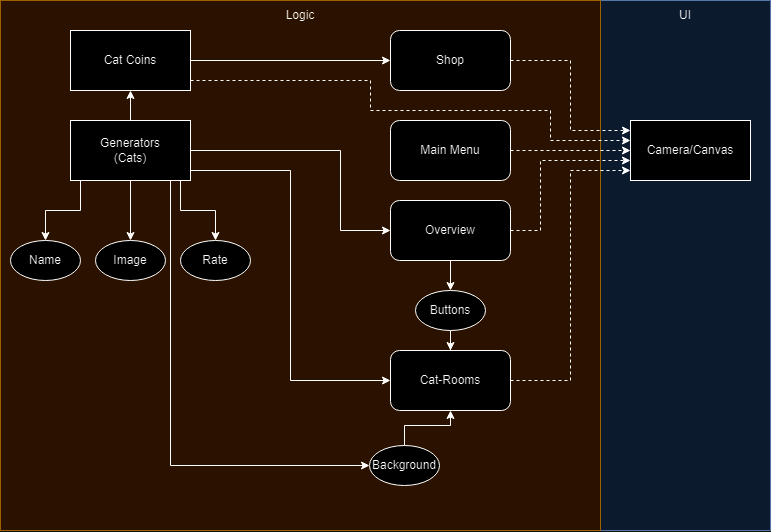 Logic
UI
Cat Coins
Shop
Generators
(Cats)
Main Menu
Camera/Canvas
Overview
Name
Image
Rate
Buttons
Cat-Rooms
Background